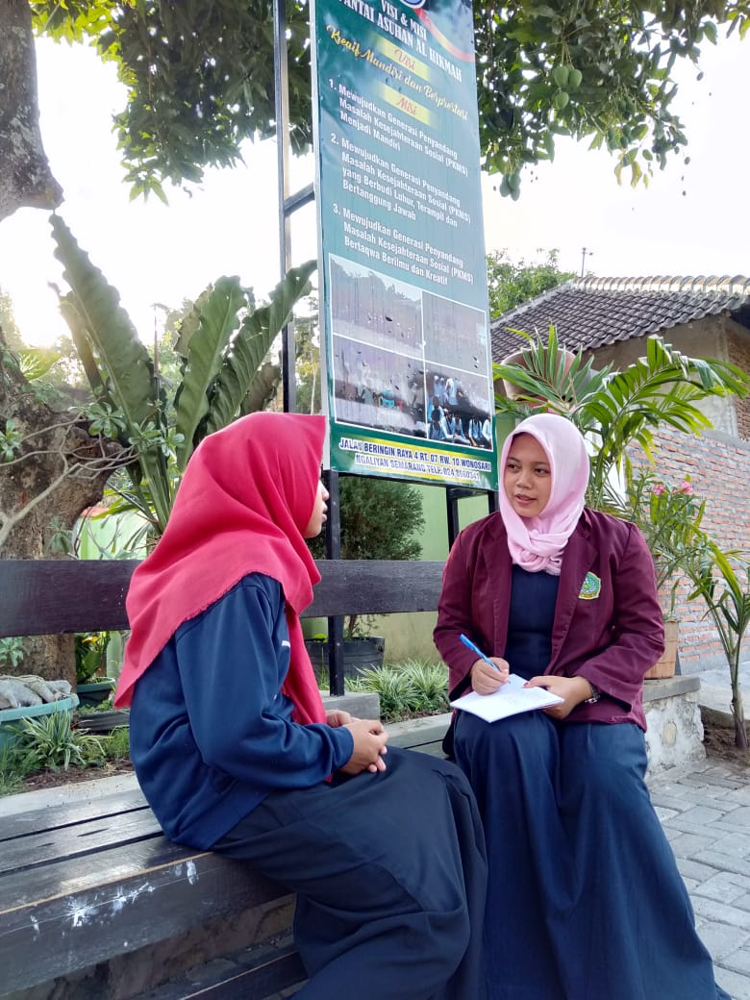 VISI & MISI
PANTAI ASUHAN AL HIKMAH
Visi
Kreatif Mandiri dan Berprestasi
Misi
1. Mewujudkan Generasi Penyandang
Masalah Kesejahteraan Sosial (PKMS)
Menjadi Mandiri
2. Mewujudkan Generasi Penyandang
Masalah Kesejahteraan Sosial (PKMS)
yang Berbudi Luhur, Terampil dan
Bertanggung Jawab
3. Mewujudkan Generasi Penyandang
Masalah Kesejahteraan Sosial (PKMS)
Bertaqwa Berilmu dan Kreatif
JALAN BERINGIN RAYA 4 RT. 07 RW. 10 WONOSARI
NGALIYAN SEMARANG TELP. 024 8660341